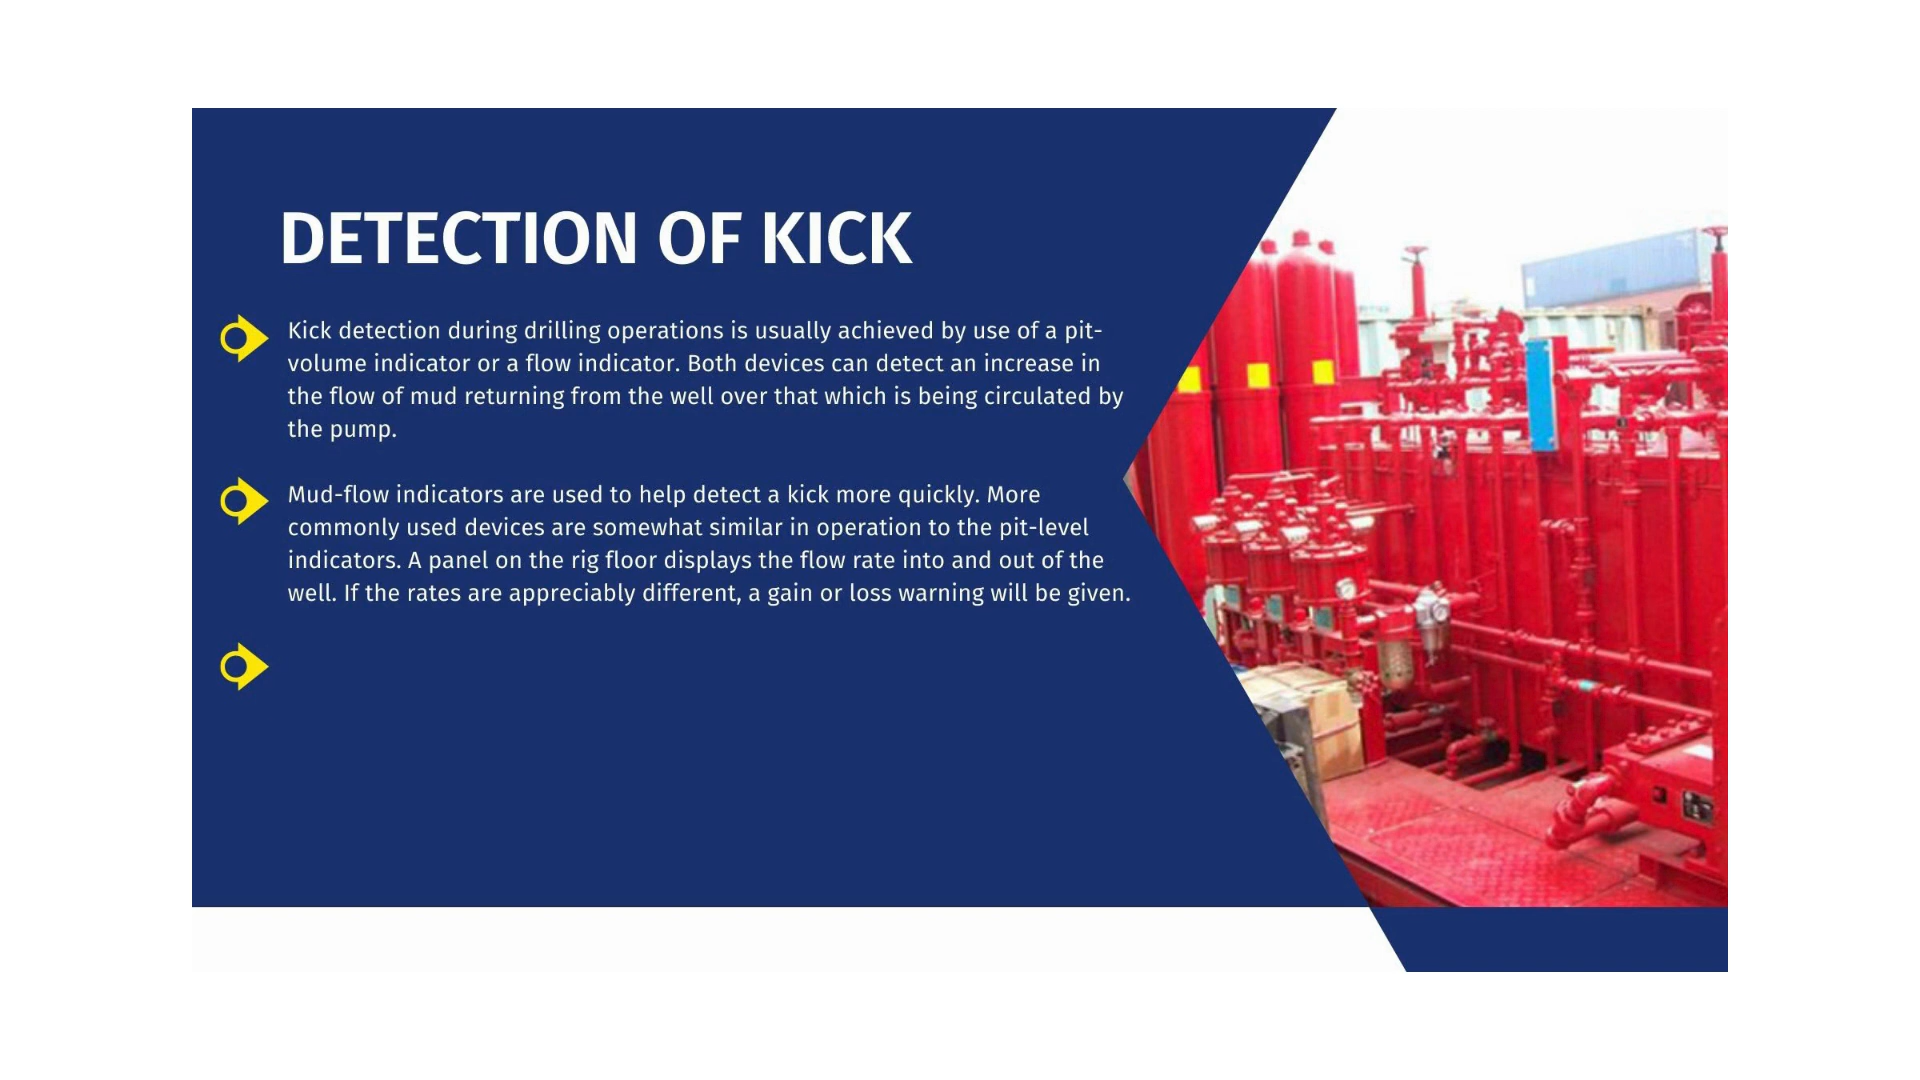 DETECTION OF KICK
Kick detection during drilling operations is usually achieved by use of a pit-
volume indicator or a flow indicator. Both devices can detect an increase in
the flow of mud returning from the well over that which is being circulated by
the pump.
Mud-flow indicators are used to help detect a kick more quickly. More
commonly used devices are somewhat similar in operation to the pit-level
indicators. A panel on the rig floor displays the flow rate into and out of the
well. If the rates are appreciably different, a gain or loss warning will be given.